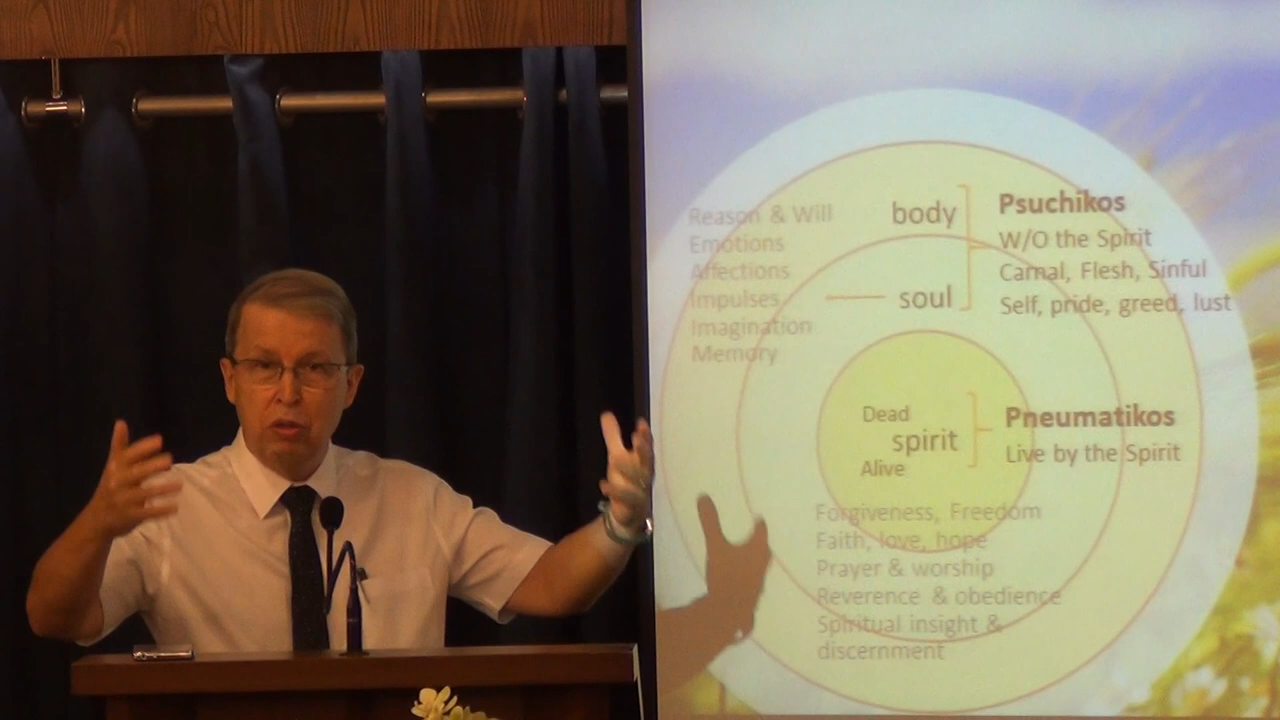 Reason & Will
Emotions
Affections
Impulses
Imagination
Memory
body
soul
Psuchikos
W/O the Spirit
Carnal, Flesh, Sinful
Self, pride, greed, lust
Dead
spirit
Alive
Pneumatikos
Live by the Spirit
Forgiveness, Freedom
Faith, love, hope
Prayer & worship
Reverence & obedience
Spiritual insight &
discernment